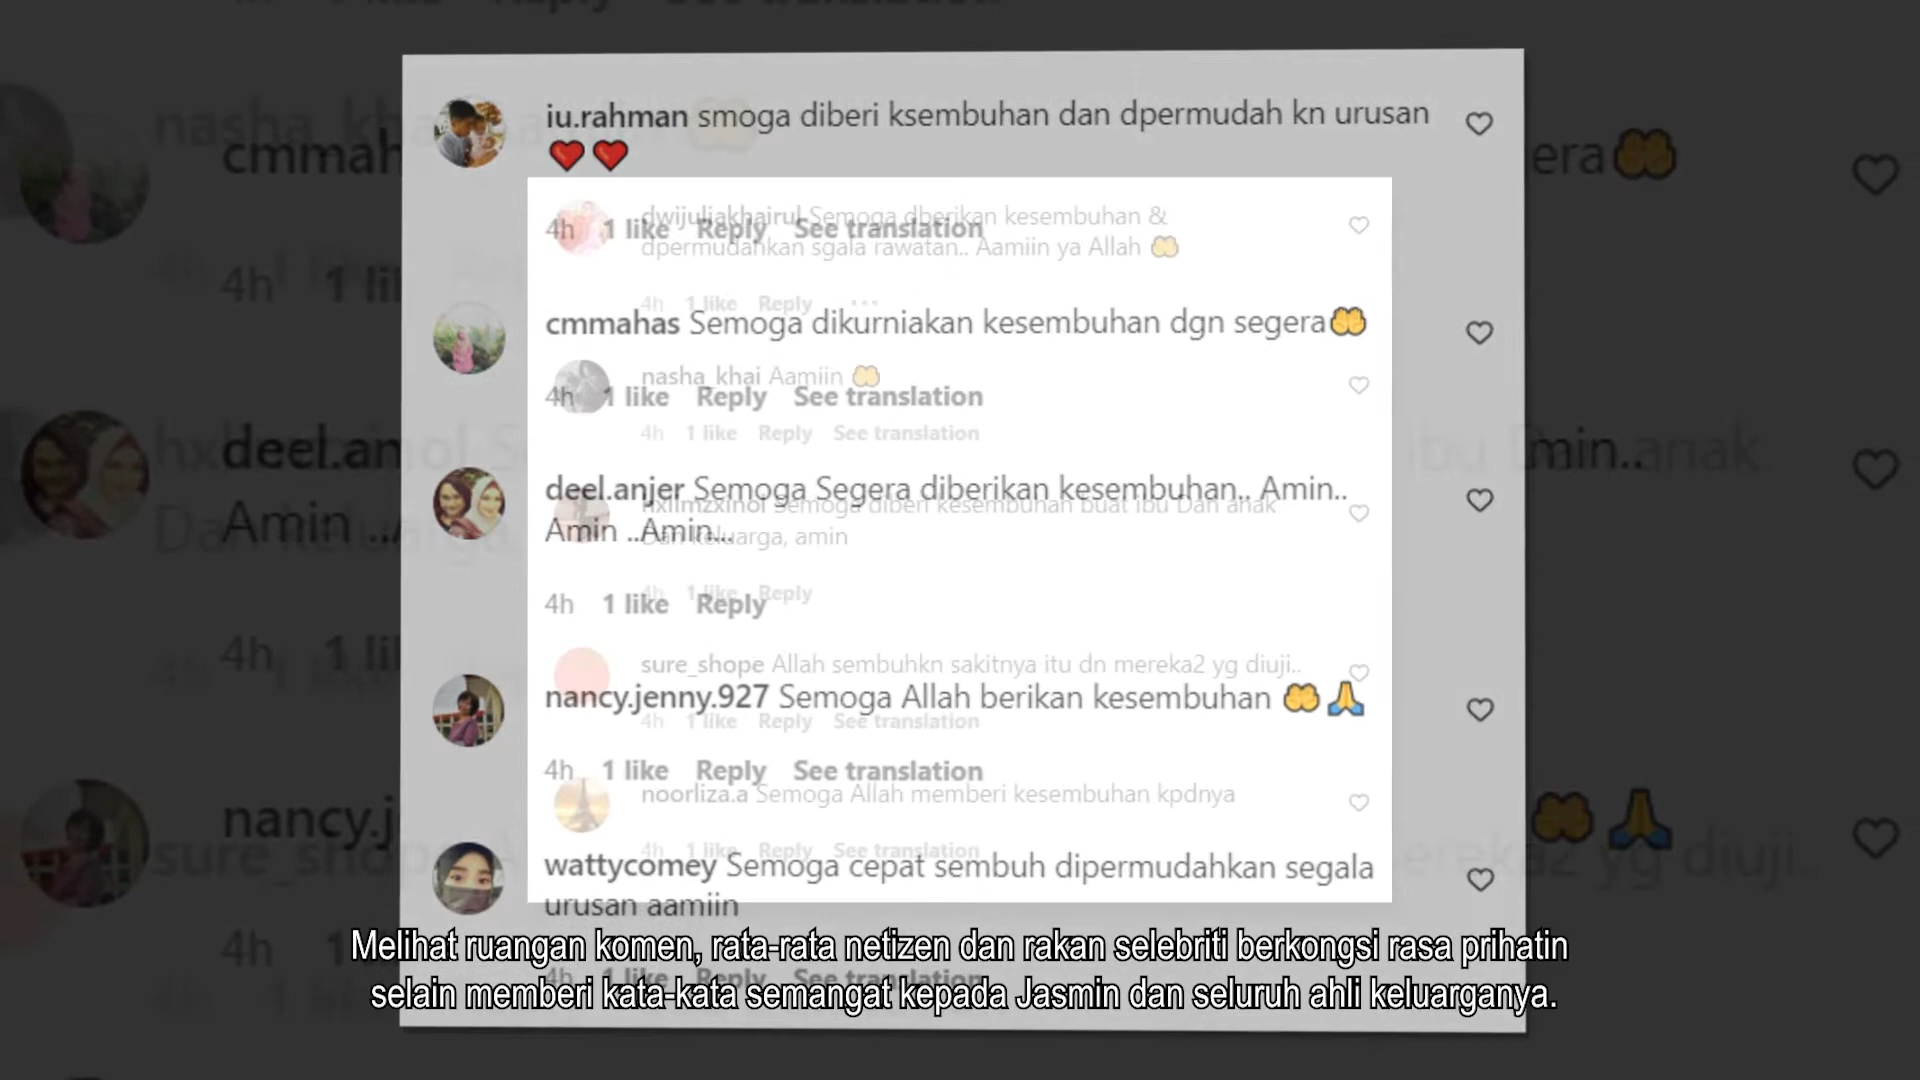 iu.rahman smoga diberi ksembuhan dan dpermudah kn urusan
❤️❤️
4h 1 like Reply See translation
cmmahas Semoga dikurniakan kesembuhan dgn segera🤲
4h 1 like Reply See translation
deel.anjer Semoga Segera diberikan kesembuhan.. Amin..
Amin ..Amin...
4h 1 like Reply
nancy.jenny.927 Semoga Allah berikan kesembuhan 🤲🙏
4h 1 like Reply See translation
wattycomey Semoga cepat sembuh dipermudahkan segala
urusan aamiin
4h 1 like Reply See translation
dwijuliakhairul Semoga dberikan kesembuhan &
dpermudahkan sgala rawatan.. Aamiin ya Allah 🤲
4h 1 like Reply ...
nasha_khai Aamiin 🤲
4h 1 like Reply See translation
Semoga diberi kesembuhan buat ibu Dan anak
Dan keluarga, amin
4h 1 like Reply
sure_shope Allah sembuhkn sakitnya itu dn mereka2 yg diuji..
4h 1 like Reply See translation
noorliza.a Semoga Allah memberi kesembuhan kpdnya
4h 1 like Reply See translation
Melihat ruangan komen, rata-rata netizen dan rakan selebriti berkongsi rasa prihatin
selain memberi kata-kata semangat kepada Jasmin dan seluruh ahli keluarganya.